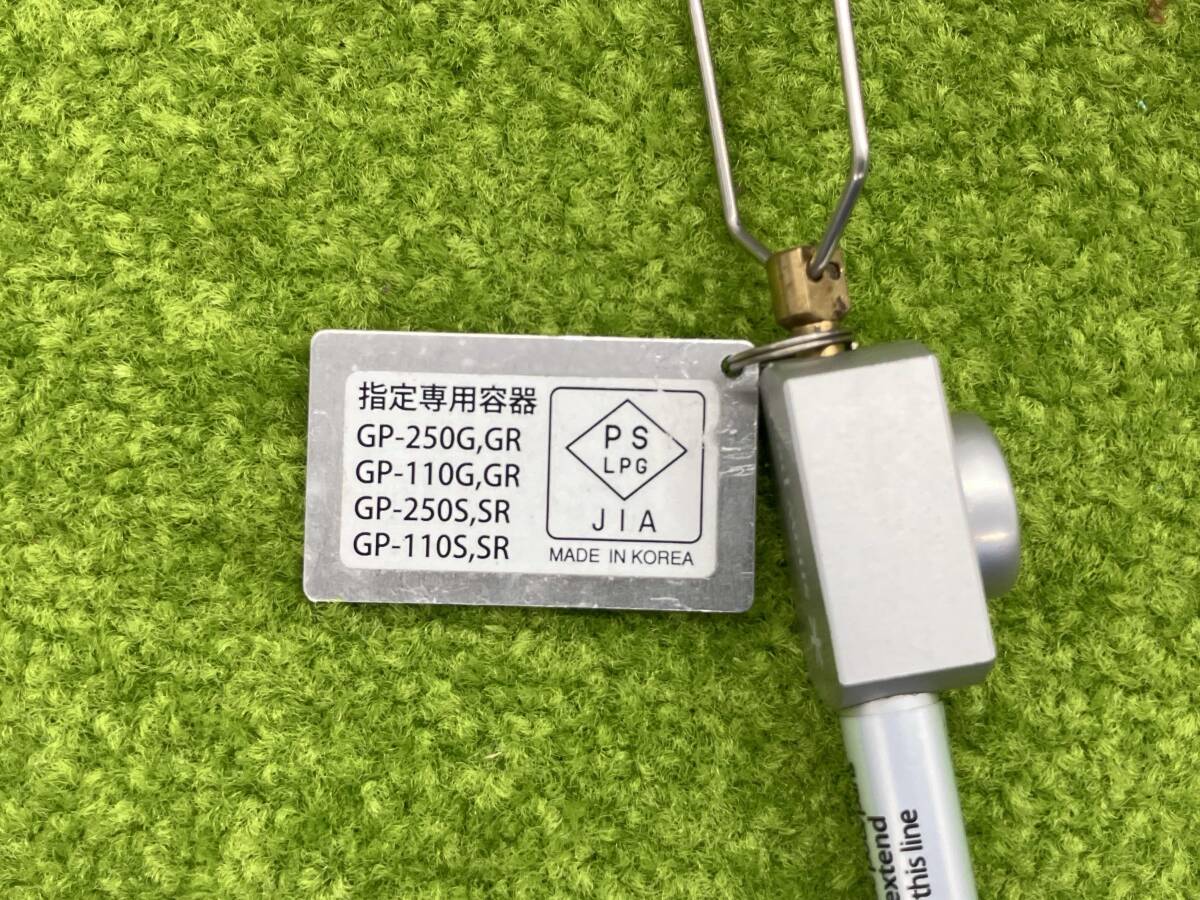 指定専用容器
GP-250G,GR
GP-110G,GR
GP-250S,SR
GP-110S,SR
PS
LPG
JIA
MADE IN KOREA
extend
this line